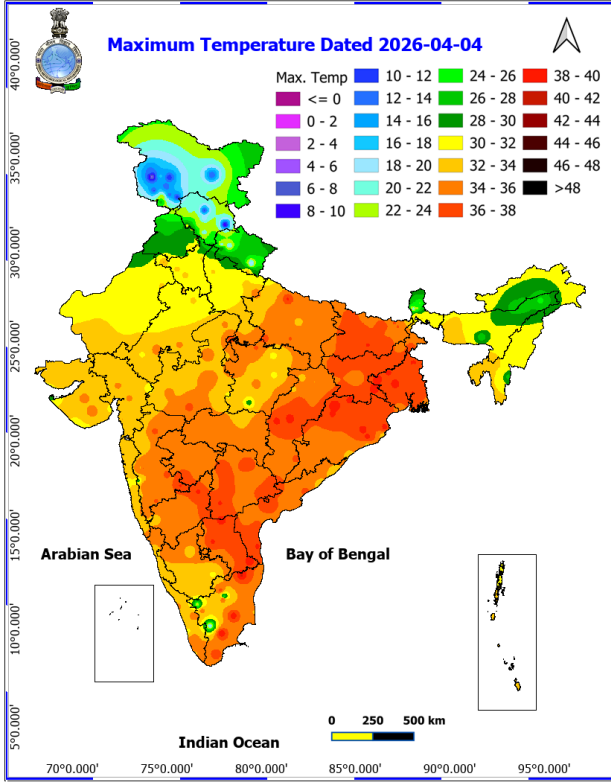 Maximum Temperature Dated 2026-04-04
Max. Temp
<= 0
0 - 2
2 - 4
4 - 6
6 - 8
8 - 10
10 - 12
12 - 14
14 - 16
16 - 18
18 - 20
20 - 22
22 - 24
24 - 26
26 - 28
28 - 30
30 - 32
32 - 34
34 - 36
36 - 38
38 - 40
40 - 42
42 - 44
44 - 46
46 - 48
>48
40°0.000'
35°0.000'
30°0.000'
25°0.000'
20°0.000'
15°0.000'
10°0.000'
5°0.000'
Arabian Sea
Bay of Bengal
Indian Ocean
0 250 500 km
70°0.000' 75°0.000' 80°0.000' 85°0.000' 90°0.000' 95°0.000'